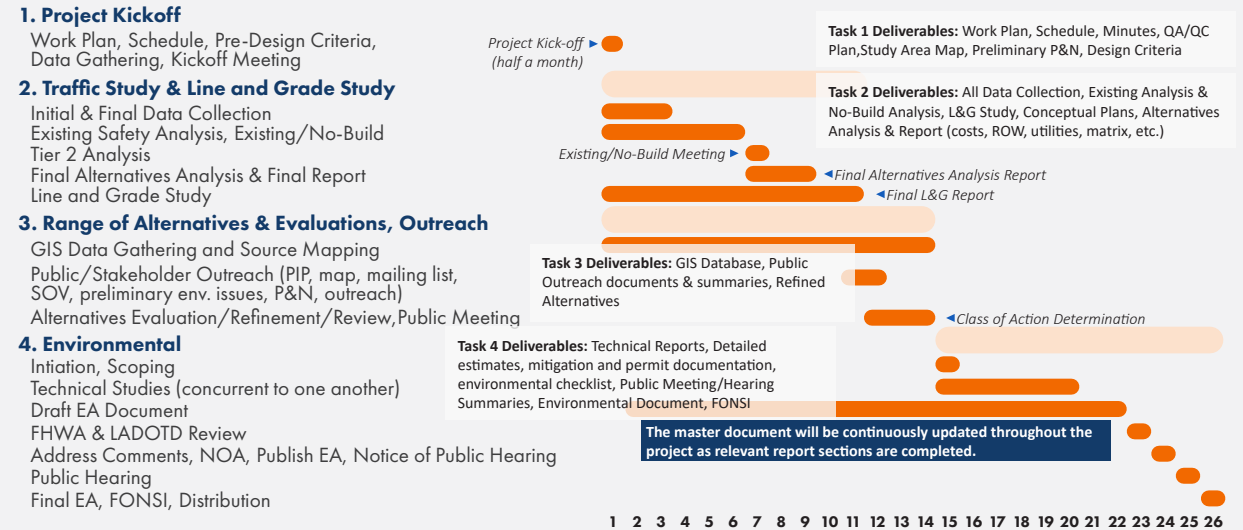 1. Project Kickoff
Work Plan, Schedule, Pre-Design Criteria,
Data Gathering, Kickoff Meeting
Project Kick-off
(half a month)
Task 1 Deliverables: Work Plan, Schedule, Minutes, QA/QC
Plan,Study Area Map, Preliminary P&N, Design Criteria
2. Traffic Study & Line and Grade Study
Initial & Final Data Collection
Existing Safety Analysis, Existing/No-Build
Tier 2 Analysis
Final Alternatives Analysis & Final Report
Line and Grade Study
Task 2 Deliverables: All Data Collection, Existing Analysis &
No-Build Analysis, L&G Study, Conceptual Plans, Alternatives
Analysis & Report (costs, ROW, utilities, matrix, etc.)
Existing/No-Build Meeting
Final Alternatives Analysis Report
Final L&G Report
3. Range of Alternatives & Evaluations, Outreach
GIS Data Gathering and Source Mapping
Public/Stakeholder Outreach (PIP, map, mailing list,
SOV, preliminary env. issues, P&N, outreach)
Alternatives Evaluation/Refinement/Review,Public Meeting
Task 3 Deliverables: GIS Database, Public
Outreach documents & summaries, Refined
Alternatives
Class of Action Determination
4. Environmental
Intiation, Scoping
Technical Studies (concurrent to one another)
Draft EA Document
FHWA & LADOTD Review
Address Comments, NOA, Publish EA, Notice of Public Hearing
Public Hearing
Final EA, FONSI, Distribution
Task 4 Deliverables: Technical Reports, Detailed
estimates, mitigation and permit documentation,
environmental checklist, Public Meeting/Hearing
Summaries, Environmental Document, FONSI
The master document will be continuously updated throughout the
project as relevant report sections are completed.
1 2 3 4 5 6 7 8 9 10 11 12 13 14 15 16 17 18 19 20 21 22 23 24 25 26